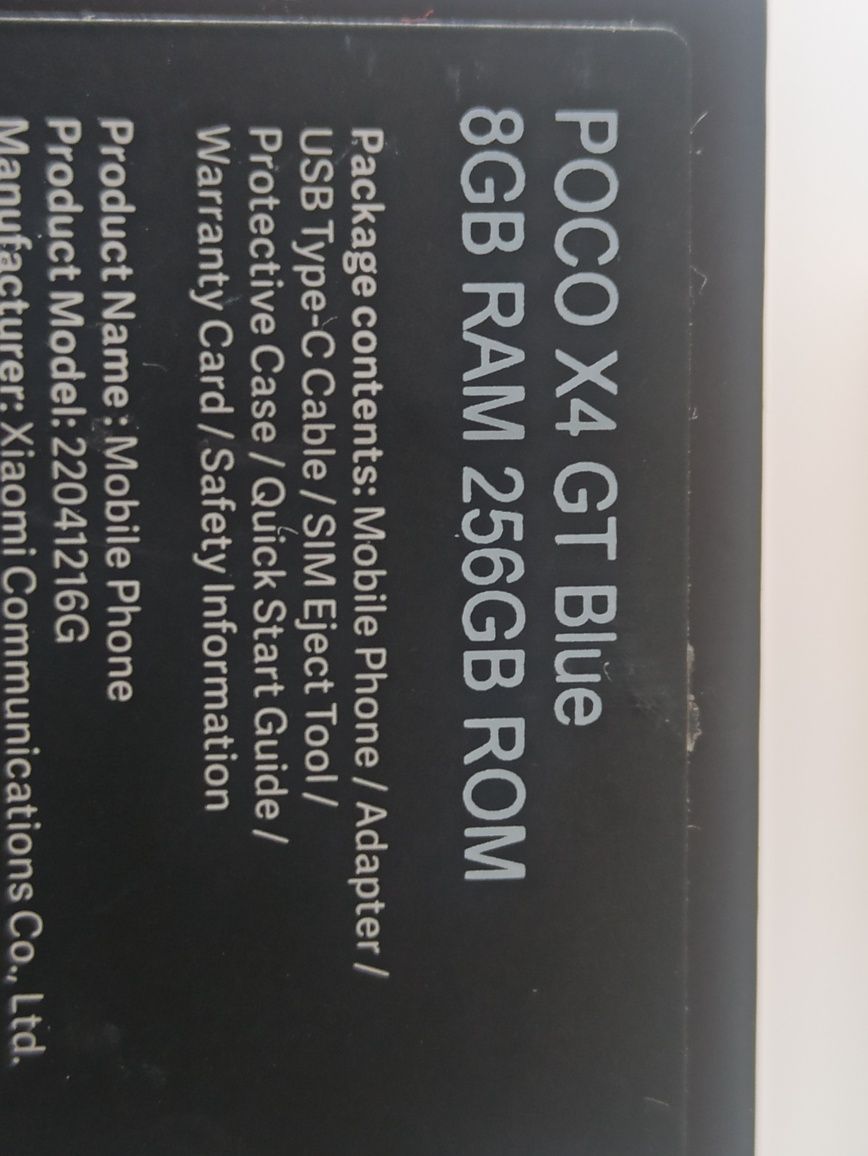 POCO X4 GT Blue
8GB RAM 256GB ROM
Package contents: Mobile Phone / Adapter /
USB Type-C Cable / SIM Eject Tool /
Protective Case / Quick Start Guide /
Warranty Card / Safety Information
Product Name : Mobile Phone
Product Model: 22041216G
Manufacturer: Xiaomi Communications Co., Ltd.